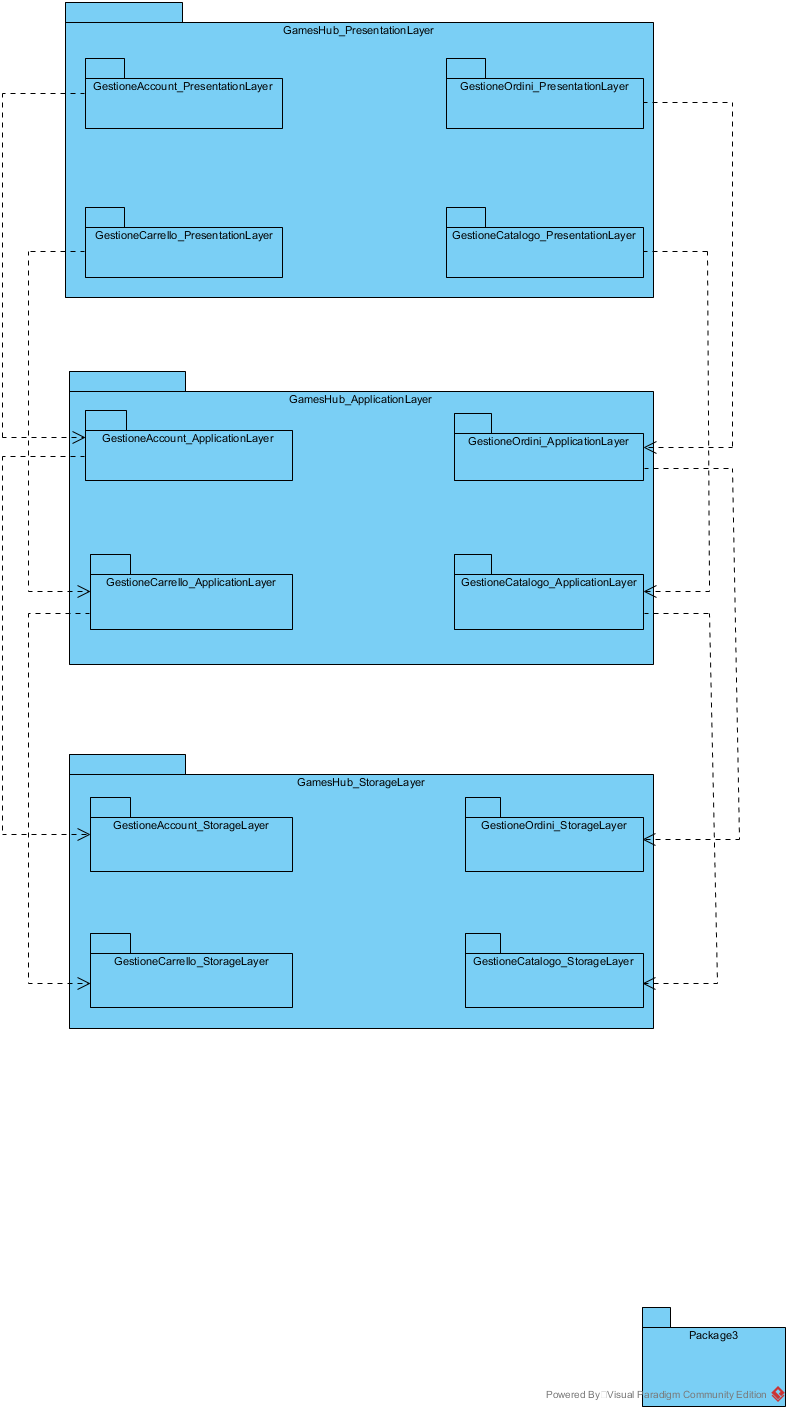 GamesHub_PresentationLayer
GestioneAccount_PresentationLayer
GestioneOrdini_PresentationLayer
GestioneCarrello_PresentationLayer
GestioneCatalogo_PresentationLayer
GamesHub_ApplicationLayer
GestioneAccount_ApplicationLayer
GestioneOrdini_ApplicationLayer
GestioneCarrello_ApplicationLayer
GestioneCatalogo_ApplicationLayer
GamesHub_StorageLayer
GestioneAccount_StorageLayer
GestioneOrdini_StorageLayer
GestioneCarrello_StorageLayer
GestioneCatalogo_StorageLayer
Package3
Powered By Visual Paradigm Community Edition